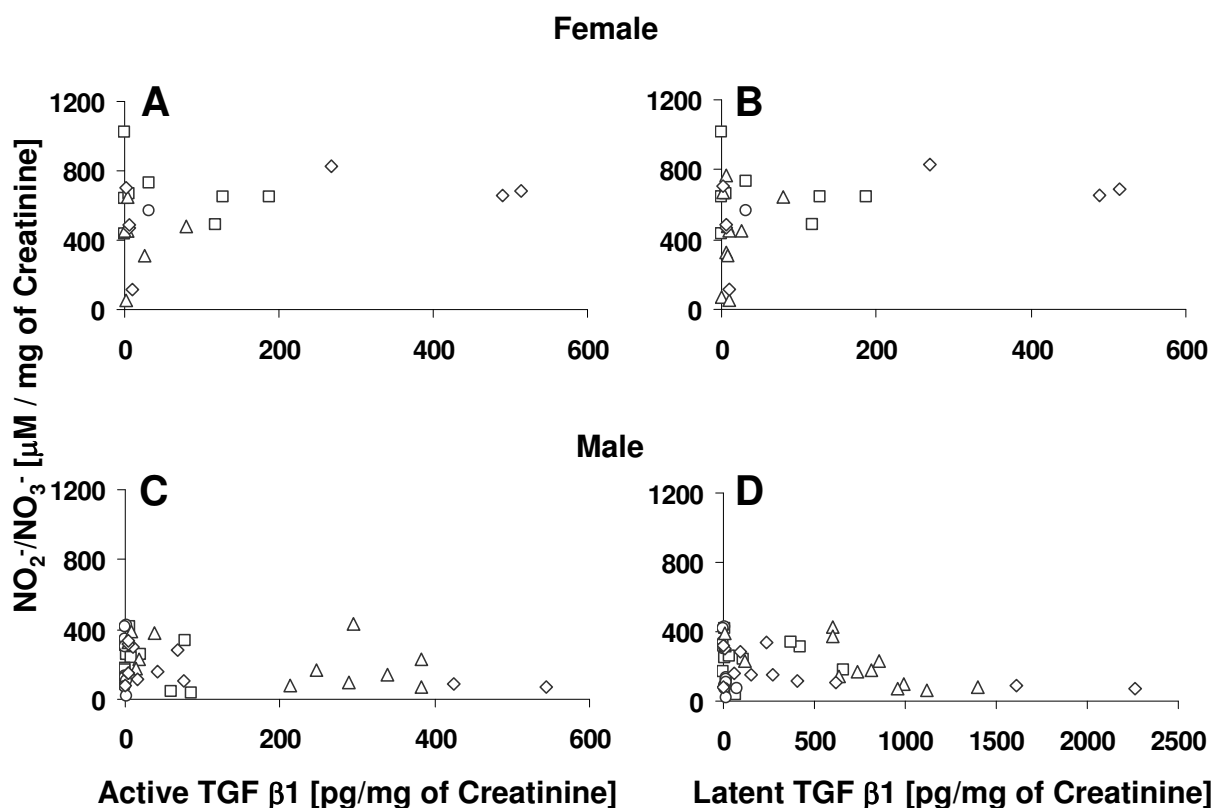 Female
NO₂⁻/NO₃⁻ [μM / mg of Creatinine]
A
1200
800
400
0
0 200 400 600
B
1200
800
400
0
0 200 400 600
Male
C
1200
800
400
0
0 200 400 600
D
1200
800
400
0
0 500 1000 1500 2000 2500
Active TGF β1 [pg/mg of Creatinine]
Latent TGF β1 [pg/mg of Creatinine]